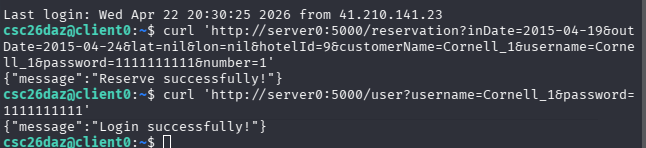 Last login: Wed Apr 22 20:30:25 2026 from 41.210.141.23
csc26daz@client0:~$ curl 'http://server0:5000/reservation?inDate=2015-04-19&out
Date=2015-04-24&lat=nil&lon=nil&hotelId=9&customerName=Cornell_1&username=Corne
ll_1&password=1111111111&number=1'
{"message":"Reserve successfully!"}
csc26daz@client0:~$ curl 'http://server0:5000/user?username=Cornell_1&password=
1111111111'
{"message":"Login successfully!"}
csc26daz@client0:~$